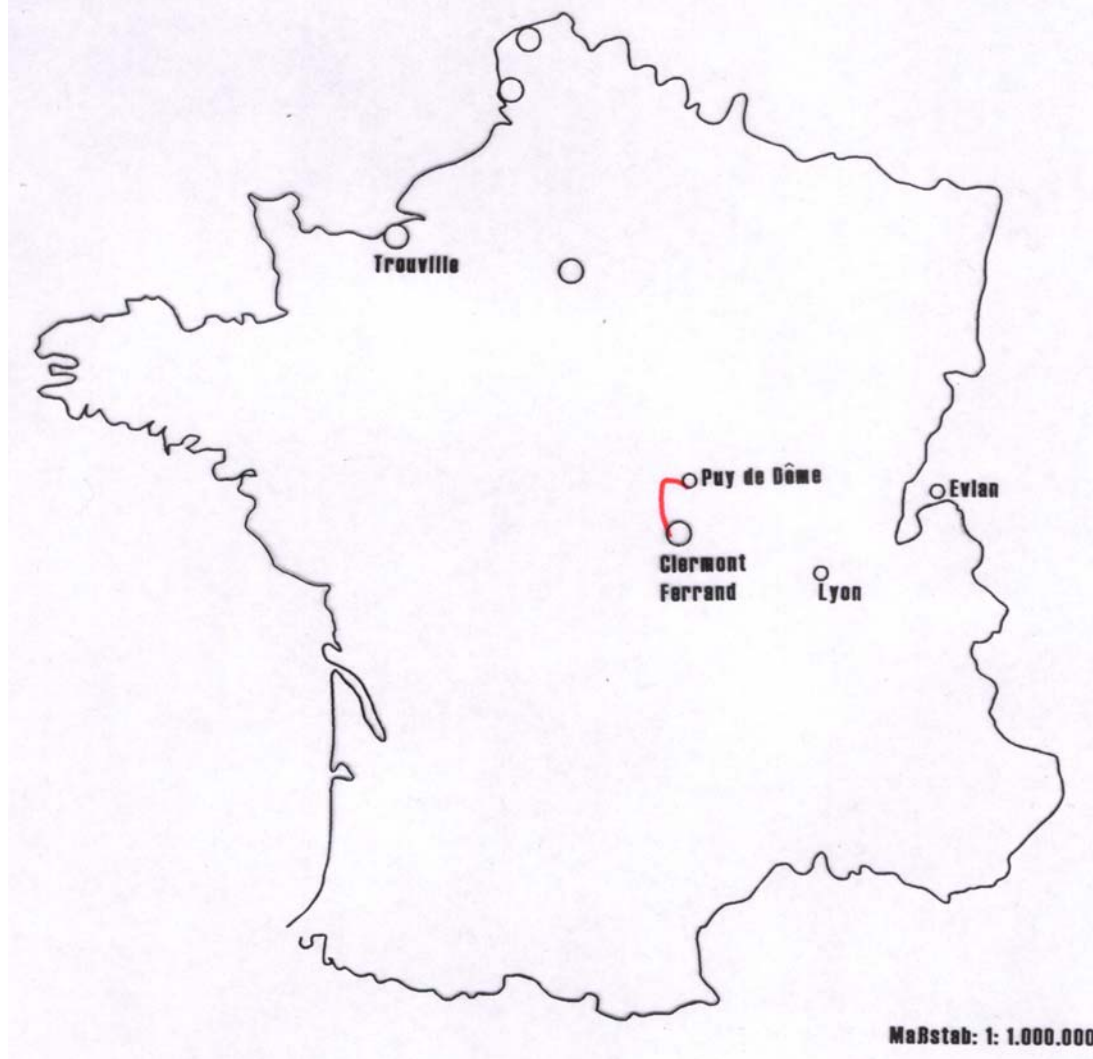 Trouville
Puy de Dôme
Evian
Clermont
Ferrand
Lyon
Maßstab: 1: 1.000.000